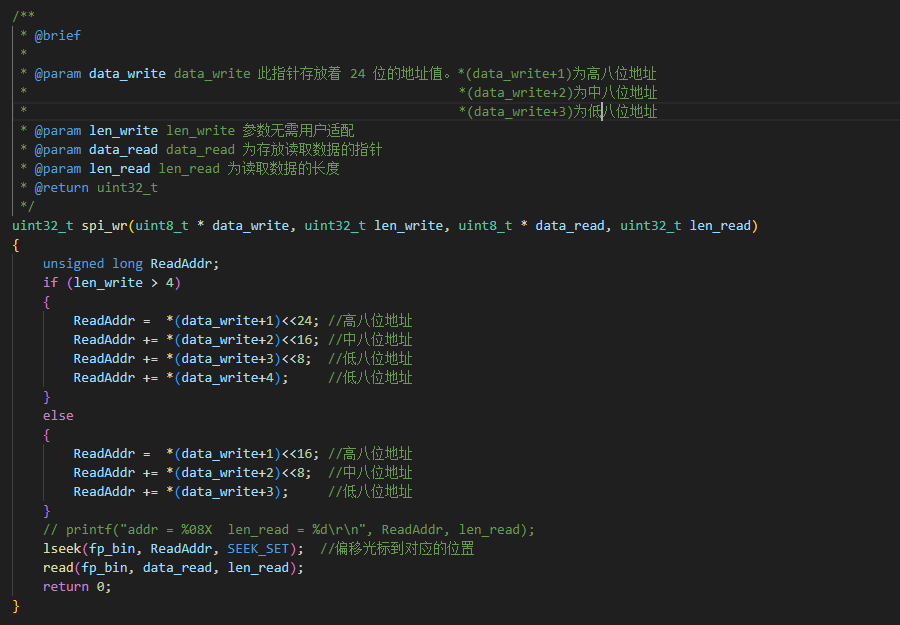 /**
 * @brief
 *
 * @param data_write data_write 此指针存放着 24 位的地址值。*(data_write+1)为高八位地址
 *                                                         *(data_write+2)为中八位地址
 *                                                         *(data_write+3)为低八位地址
 * @param len_write len_write 参数无需用户适配
 * @param data_read data_read 为存放读取数据的指针
 * @param len_read len_read 为读取数据的长度
 * @return uint32_t
 */
uint32_t spi_wr(uint8_t * data_write, uint32_t len_write, uint8_t * data_read, uint32_t len_read)
{
    unsigned long ReadAddr;
    if (len_write > 4)
    {
        ReadAddr =  *(data_write+1)<<24; //高八位地址
        ReadAddr += *(data_write+2)<<16; //中八位地址
        ReadAddr += *(data_write+3)<<8;  //低八位地址
        ReadAddr += *(data_write+4);     //低八位地址
    }
    else
    {
        ReadAddr =  *(data_write+1)<<16; //高八位地址
        ReadAddr += *(data_write+2)<<8;  //中八位地址
        ReadAddr += *(data_write+3);     //低八位地址
    }
    // printf("addr = %08X  len_read = %d\r\n", ReadAddr, len_read);
    lseek(fp_bin, ReadAddr, SEEK_SET);  //偏移光标到对应的位置
    read(fp_bin, data_read, len_read);
    return 0;
}